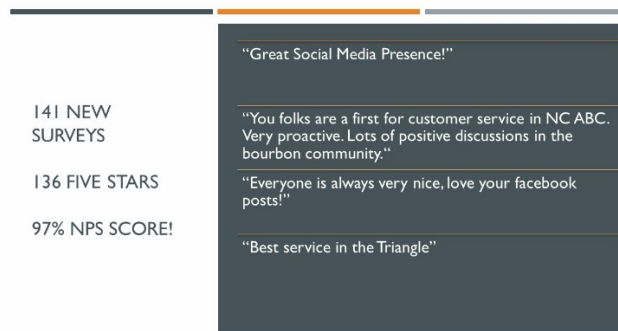 141 NEW
SURVEYS
136 FIVE STARS
97% NPS SCORE!
“Great Social Media Presence!”
“You folks are a first for customer service in NC ABC.
Very proactive. Lots of positive discussions in the
bourbon community.“
“Everyone is always very nice, love your facebook
posts!”
“Best service in the Triangle”